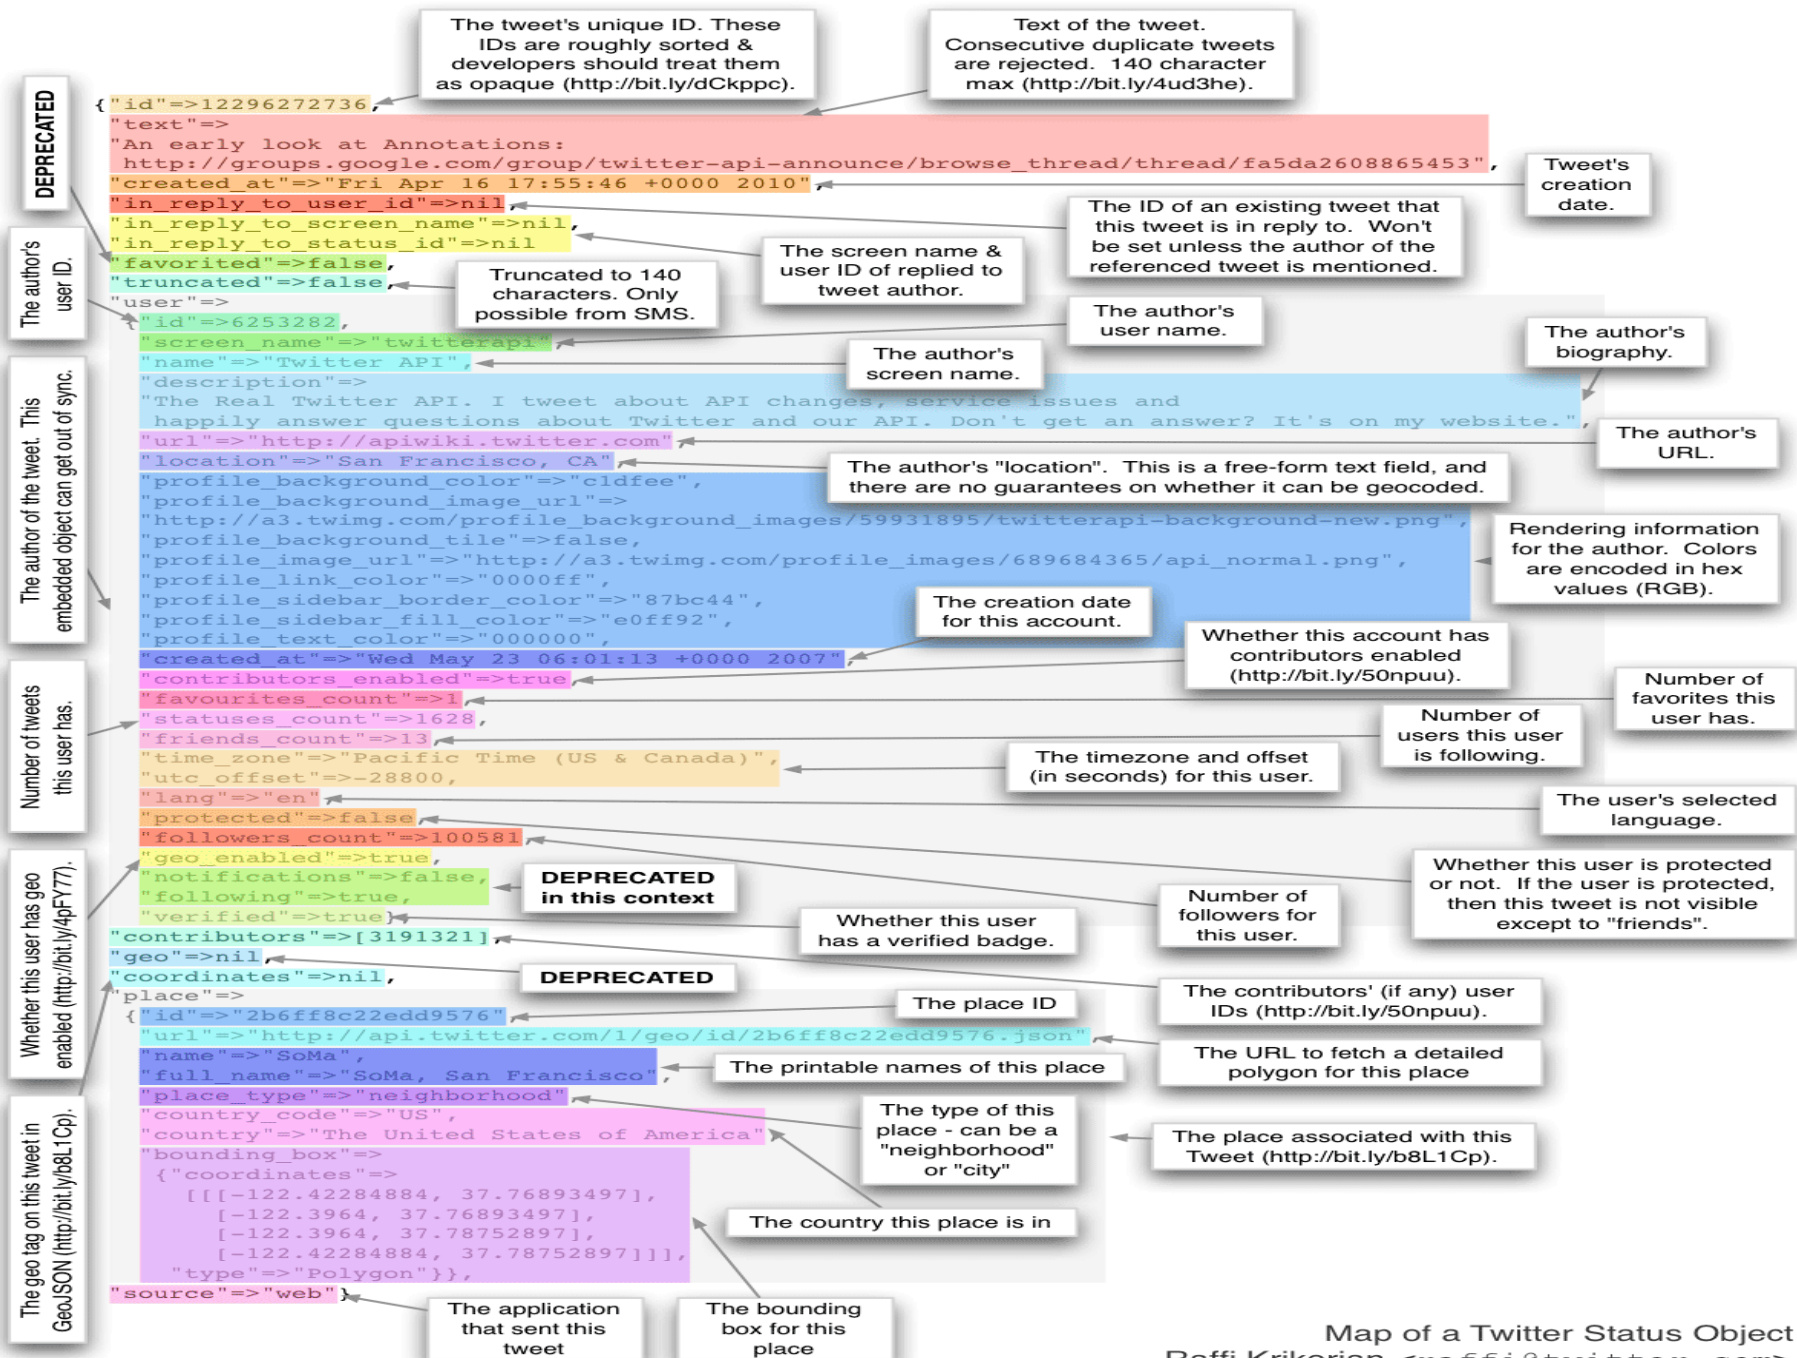 The tweet's unique ID. These
IDs are roughly sorted &
developers should treat them
as opaque (http://bit.ly/dCkppc).
Text of the tweet.
Consecutive duplicate tweets
are rejected. 140 character
max (http://bit.ly/4ud3he).
DEPRECATED
{"id"=>12296272736,
"text"=>
"An early look at Annotations:
http://groups.google.com/group/twitter-api-announce/browse_thread/thread/fa5da2608865453",
Tweet's
creation
date.
"created_at"=>"Fri Apr 16 17:55:46 +0000 2010",
"in_reply_to_user_id"=>nil,
The ID of an existing tweet that
this tweet is in reply to. Won't
be set unless the author of the
referenced tweet is mentioned.
"in_reply_to_screen_name"=>nil,
"in_reply_to_status_id"=>nil
The screen name &
user ID of replied to
tweet author.
The author's
user ID.
"favorited"=>false,
"truncated"=>false,
Truncated to 140
characters. Only
possible from SMS.
"user"=>
{"id"=>6253282,
The author's
user name.
"screen_name"=>"twitterapi",
The author's
screen name.
"name"=>"Twitter API",
The author's
biography.
"description"=>
"The Real Twitter API. I tweet about API changes, service issues and
happily answer questions about Twitter and our API. Don't get an answer? It's on my website.",
The author of the tweet. This
embedded object can get out of sync.
"url"=>"http://apiwiki.twitter.com",
The author's
URL.
"location"=>"San Francisco, CA",
The author's "location". This is a free-form text field, and
there are no guarantees on whether it can be geocoded.
"profile_background_color"=>"c1dfee",
"profile_background_image_url"=>
"http://a3.twimg.com/profile_background_images/59931895/twitterapi-background-new.png",
"profile_background_tile"=>false,
"profile_image_url"=>"http://a3.twimg.com/profile_images/689684365/api_normal.png",
"profile_link_color"=>"0000ff",
"profile_sidebar_border_color"=>"87bc44",
"profile_sidebar_fill_color"=>"e0ff92",
"profile_text_color"=>"000000",
Rendering information
for the author. Colors
are encoded in hex
values (RGB).
The creation date
for this account.
"created_at"=>"Wed May 23 06:01:13 +0000 2007",
Whether this account has
contributors enabled
(http://bit.ly/50npuu).
"contributors_enabled"=>true,
"favourites_count"=>1,
Number of
favorites this
user has.
Number of tweets
this user has.
"statuses_count"=>1628,
"friends_count"=>13,
Number of
users this user
is following.
"time_zone"=>"Pacific Time (US & Canada)",
"utc_offset"=>-28800,
The timezone and offset
(in seconds) for this user.
"lang"=>"en",
The user's selected
language.
"protected"=>false,
"followers_count"=>100581,
Whether this user is protected
or not. If the user is protected,
then this tweet is not visible
except to "friends".
Whether this user has geo
enabled (http://bit.ly/4pFY77).
"geo_enabled"=>true,
"notifications"=>false,
"following"=>true,
DEPRECATED
in this context
Number of
followers for
this user.
"verified"=>true},
Whether this user
has a verified badge.
"contributors"=>[3191321],
"geo"=>nil,
DEPRECATED
"coordinates"=>nil,
The contributors' (if any) user
IDs (http://bit.ly/50npuu).
"place"=>
{"id"=>"2b6ff8c22edd9576",
The place ID
"url"=>"http://api.twitter.com/1/geo/id/2b6ff8c22edd9576.json",
The URL to fetch a detailed
polygon for this place
"name"=>"SoMa",
"full_name"=>"SoMa, San Francisco",
The printable names of this place
"place_type"=>"neighborhood",
The type of this
place - can be a
"neighborhood"
or "city"
"country_code"=>"US",
"country"=>"The United States of America",
The place associated with this
Tweet (http://bit.ly/b8L1Cp).
The geo tag on this tweet in
GeoJSON (http://bit.ly/b8L1Cp).
"bounding_box"=>
{"coordinates"=>
[[[-122.42284884, 37.76893497],
[-122.3964, 37.76893497],
[-122.3964, 37.78752897],
[-122.42284884, 37.78752897]]],
"type"=>"Polygon"}},
The country this place is in
"source"=>"web"}
The application
that sent this
tweet
The bounding
box for this
place
Map of a Twitter Status Object
Raffi Krikorian <raffi@twitter.com>